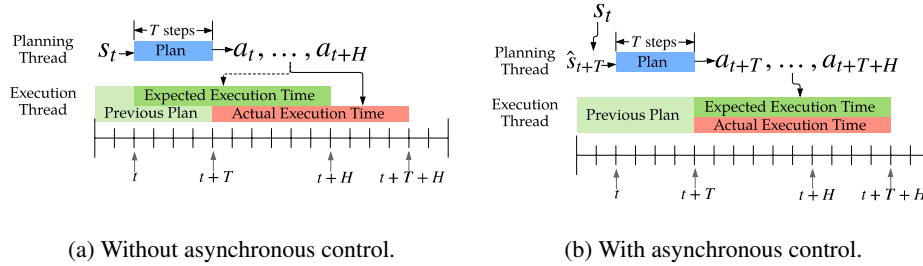 T steps
Planning Thread
s_t
Plan
a_t, …, a_{t+H}
Execution Thread
Expected Execution Time
Previous Plan
Actual Execution Time
t
t + T
t + H
t + T + H
(a) Without asynchronous control.
s_t
T steps
Planning Thread
ŝ_{t+T}
Plan
a_{t+T}, …, a_{t+T+H}
Execution Thread
Previous Plan
Expected Execution Time
Actual Execution Time
t
t + T
t + H
t + T + H
(b) With asynchronous control.